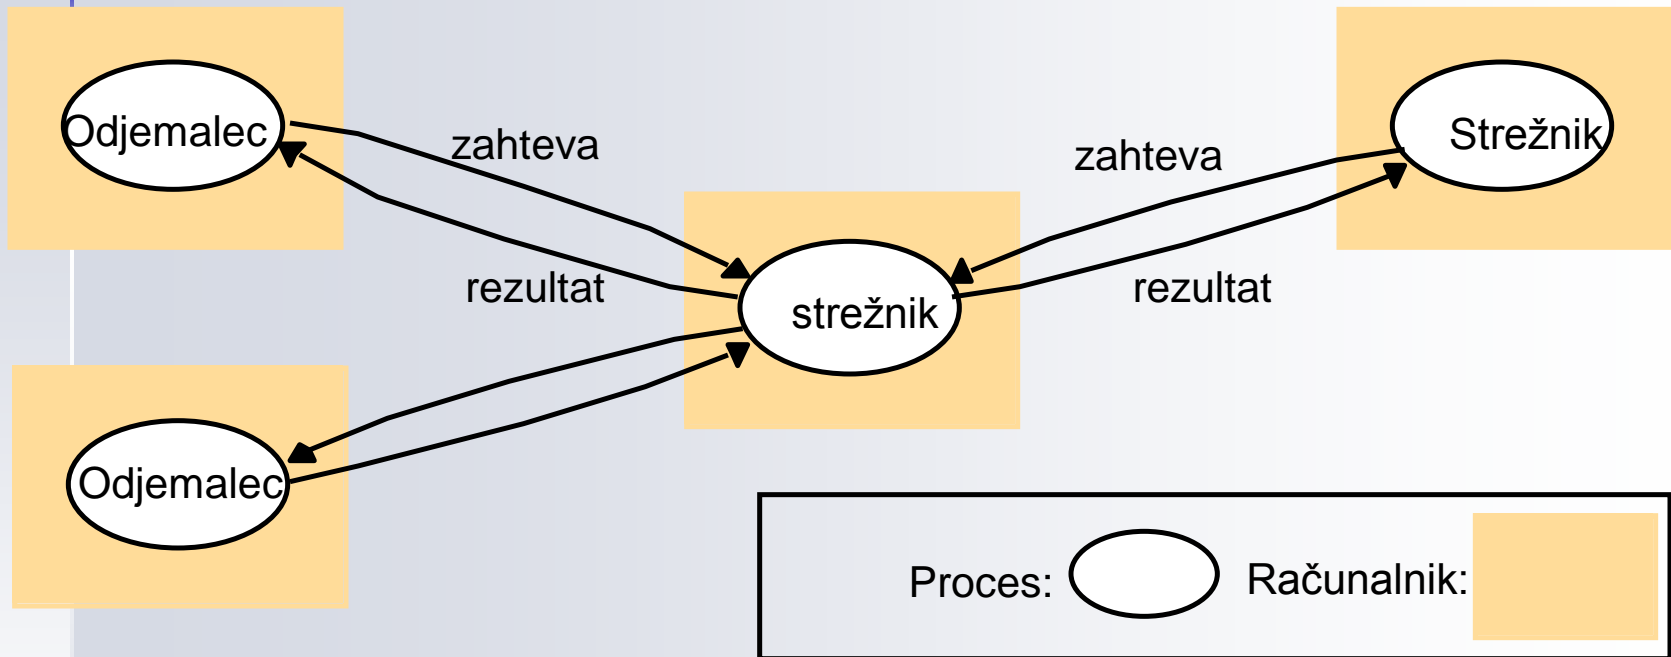 Odjemalec
zahteva
zahteva
Strežnik
rezultat
strežnik
rezultat
Odjemalec
Proces:
Računalnik: